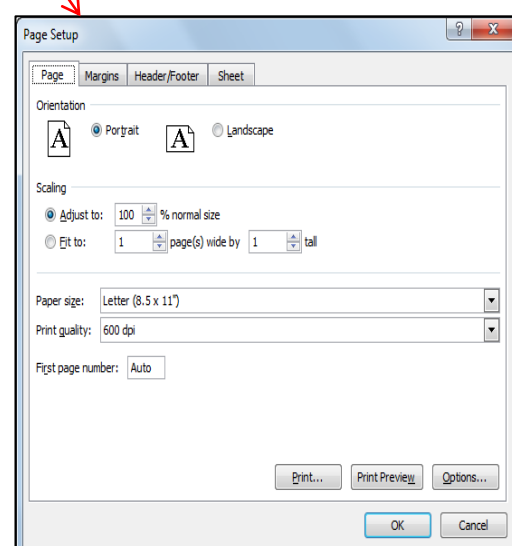 Page Setup
Page Margins Header/Footer Sheet
Orientation
A Portrait A Landscape
Scaling
Adjust to: 100 % normal size
Fit to: 1 page(s) wide by 1 tall
Paper size: Letter (8.5 x 11")
Print quality: 600 dpi
First page number: Auto
Print... Print Preview Options...
OK Cancel